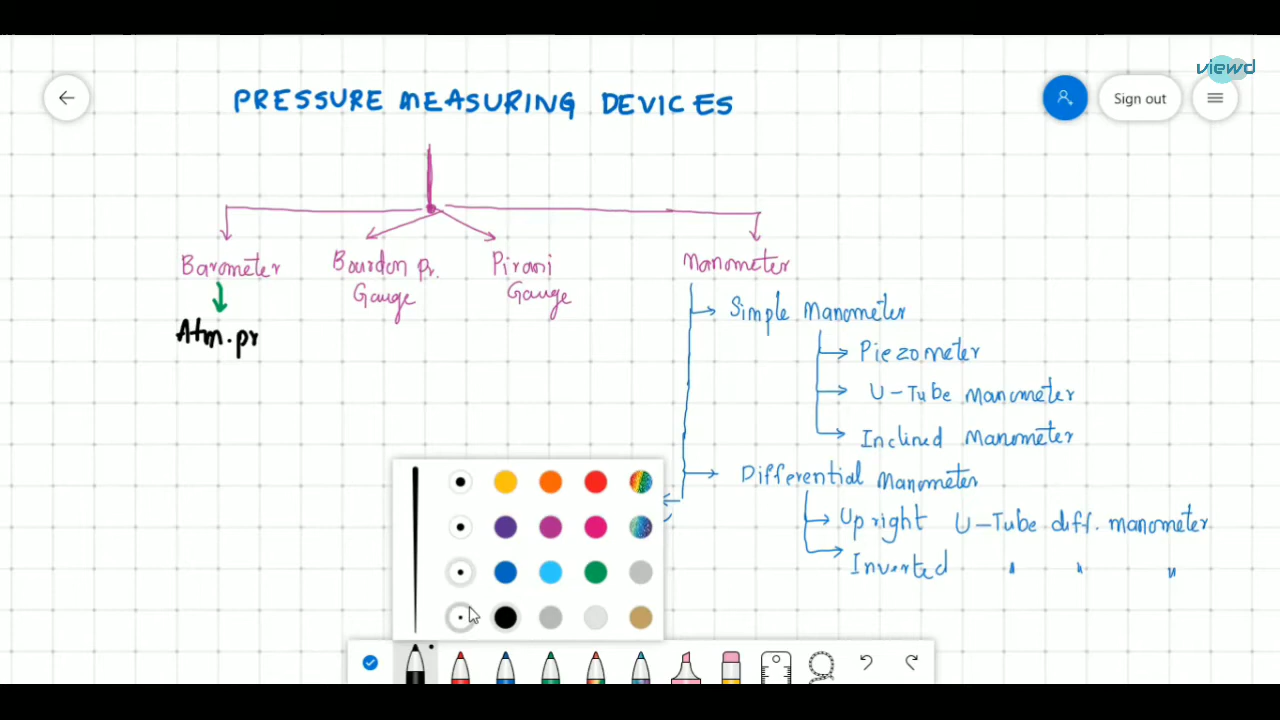 viewd
PRESSURE MEASURING DEVICES
Sign out
Barometer
Bourdon pr.
Gauge
Pirani
Gauge
Manometer
Atm.pr
Simple Manometer
Piezometer
U-Tube Manometer
Inclined Manometer
Differential Manometer
Upright U-Tube diff. manometer
Inverted " " "